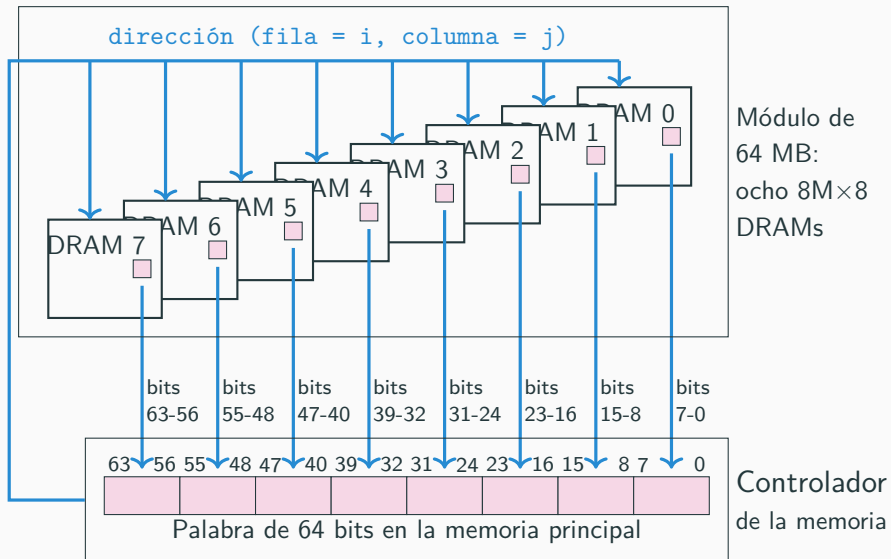 dirección (fila = i, columna = j)
DRAM 0
DRAM 1
DRAM 2
DRAM 3
DRAM 4
DRAM 5
DRAM 6
DRAM 7
Módulo de
64 MB:
ocho 8M×8
DRAMs
bits
63-56
bits
55-48
bits
47-40
bits
39-32
bits
31-24
bits
23-16
bits
15-8
bits
7-0
63 56 55 48 47 40 39 32 31 24 23 16 15 8 7 0
Palabra de 64 bits en la memoria principal
Controlador
de la memoria